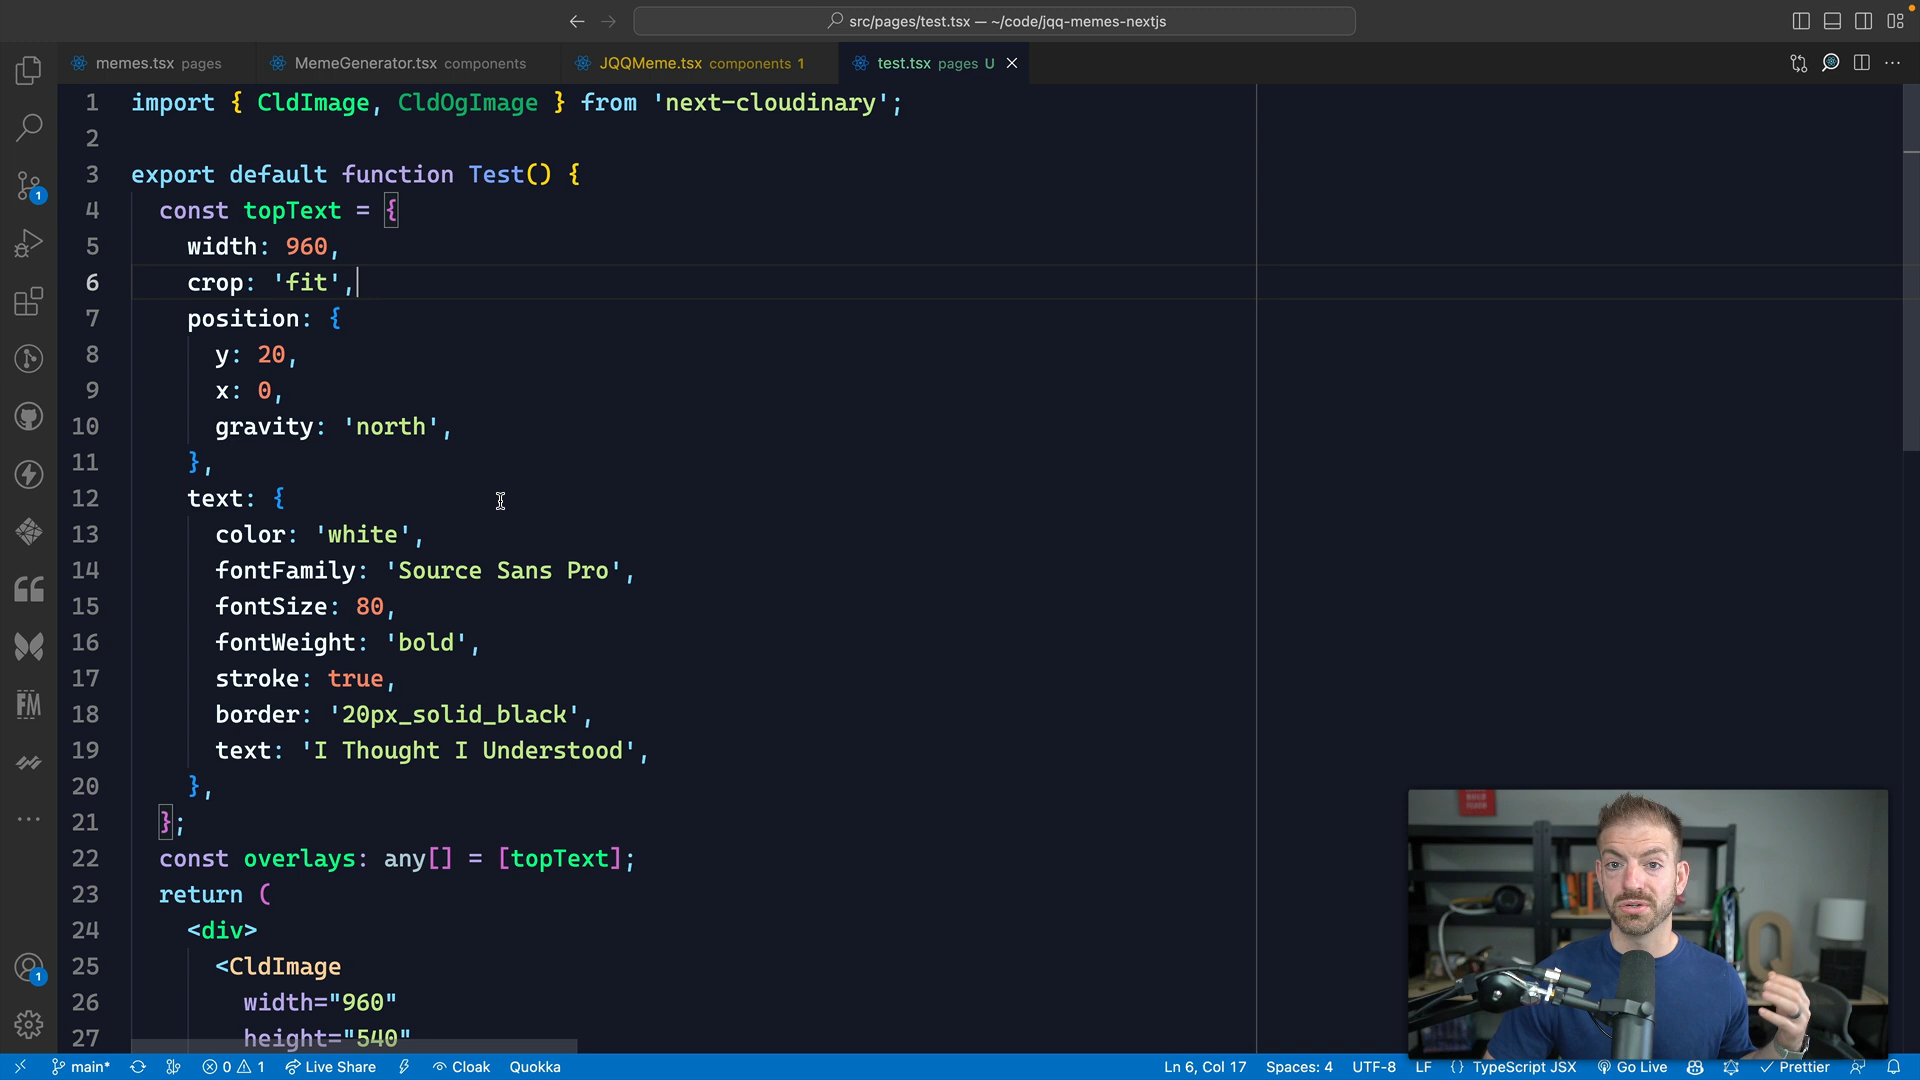 src/pages/test.tsx — ~/code/jqq-memes-nextjs
memes.tsx pages
MemeGenerator.tsx components
JQQMeme.tsx components 1
test.tsx pages U
1 import { CldImage, CldOgImage } from 'next-cloudinary';
2
3 export default function Test() {
4 const topText = {
5 width: 960,
6 crop: 'fit',
7 position: {
8 y: 20,
9 x: 0,
10 gravity: 'north',
11 },
12 text: {
13 color: 'white',
14 fontFamily: 'Source Sans Pro',
15 fontSize: 80,
16 fontWeight: 'bold',
17 stroke: true,
18 border: '20px_solid_black',
19 text: 'I Thought I Understood',
20 },
21 };
22 const overlays: any[] = [topText];
23 return (
24 <div>
25 <CldImage
26 width="960"
27 height="540"
1
FM
1
main* 0 1 Live Share Cloak Quokka Ln 6, Col 17 Spaces: 4 UTF-8 LF {} TypeScript JSX Go Live Prettier